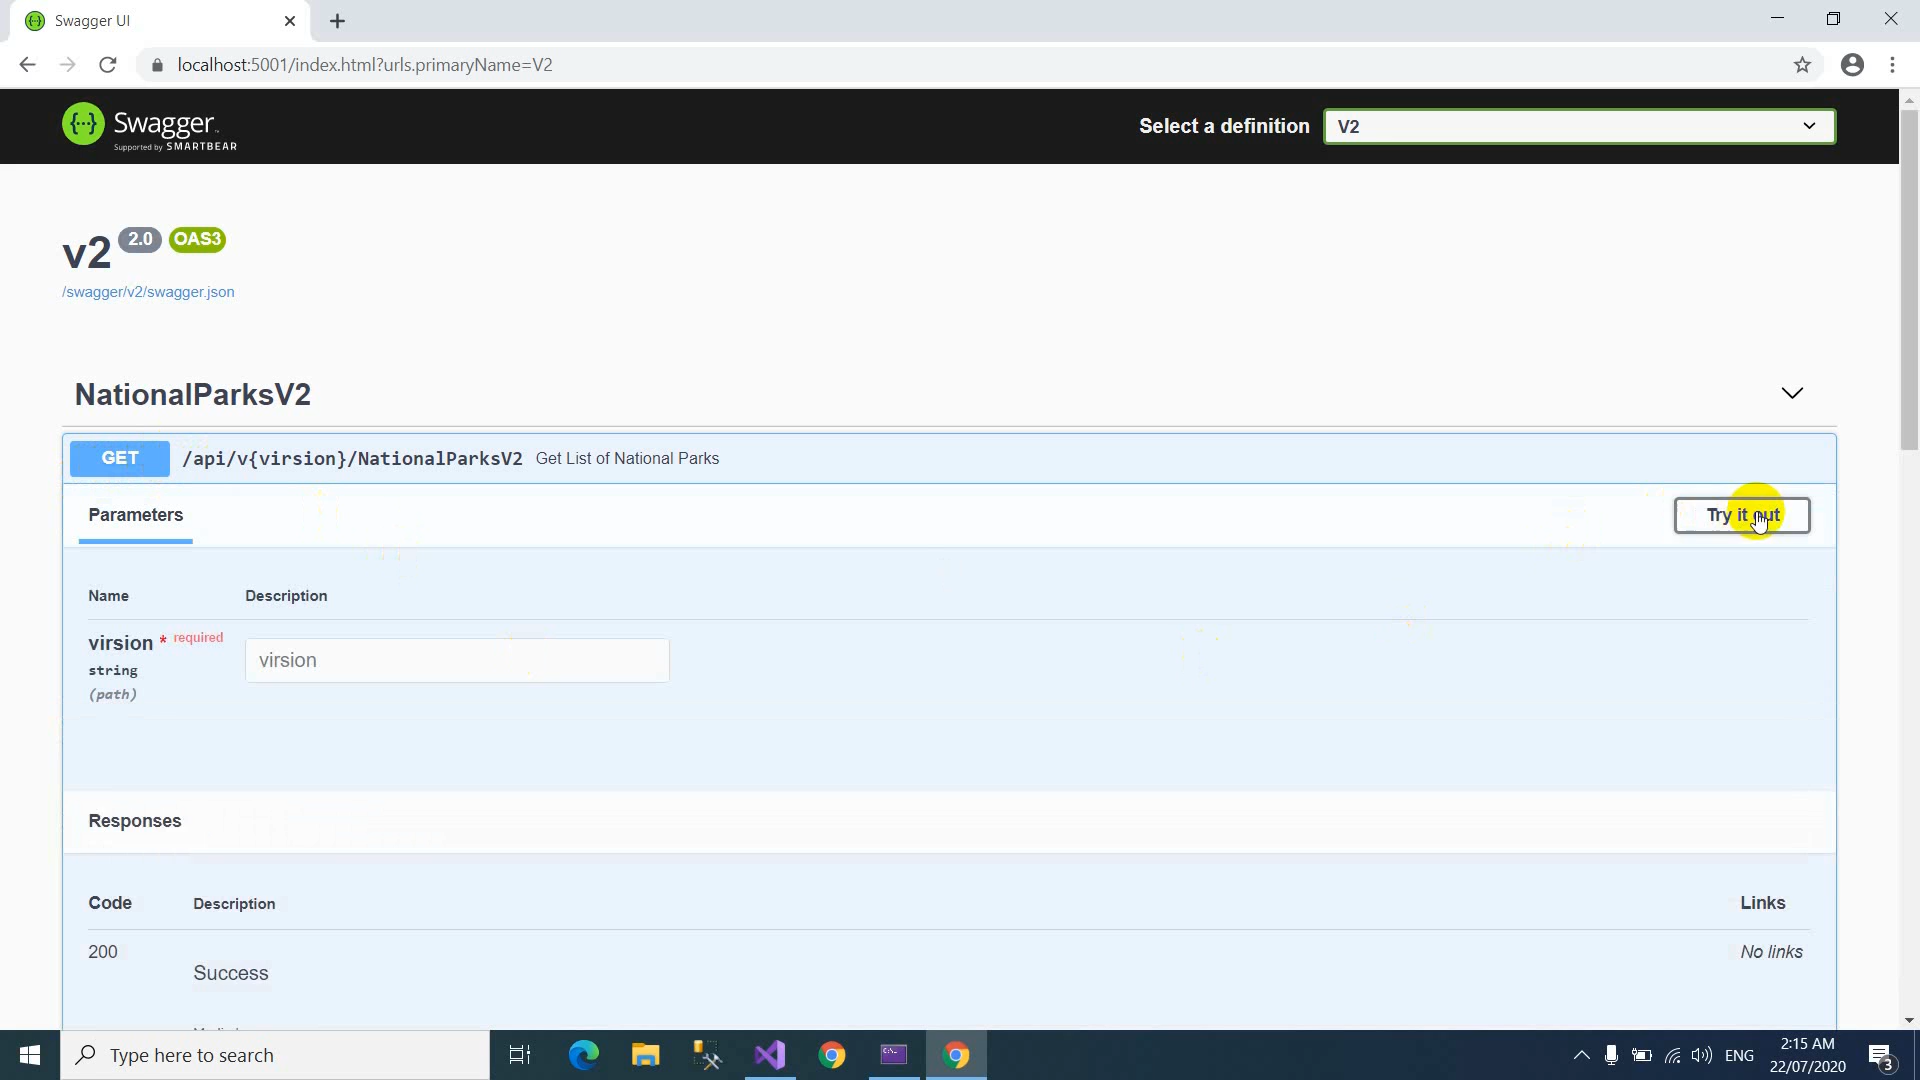 Swagger UI
localhost:5001/index.html?urls.primaryName=V2
Swagger
Supported by SMARTBEAR
Select a definition
V2
v2 2.0 OAS3
/swagger/v2/swagger.json
NationalParksV2
GET /api/v{virsion}/NationalParksV2 Get List of National Parks
Parameters
Try it out
Name Description
virsion * required
string
(path)
virsion
Responses
Code Description Links
200 No links
Success
Type here to search
ENG
2:15 AM
22/07/2020
3